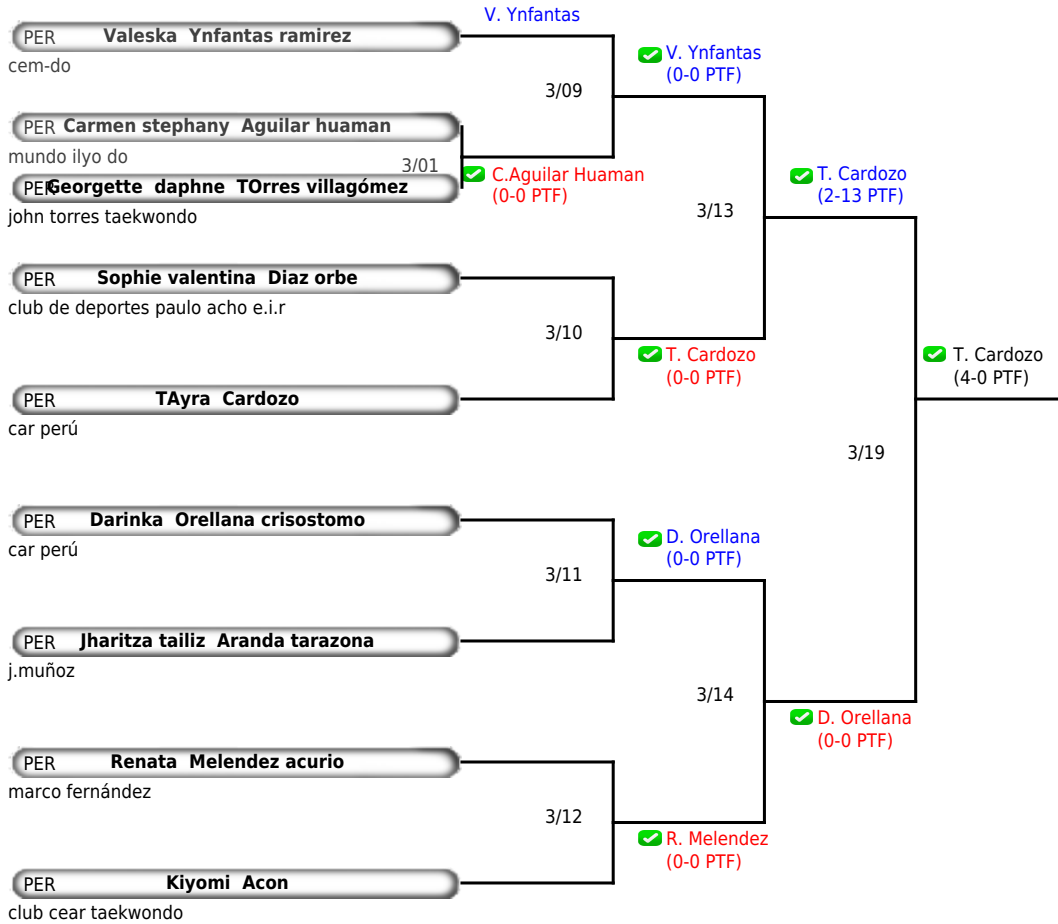 V. Ynfantas
PER Valeska Ynfantas ramirez
cem-do
V. Ynfantas
(0-0 PTF)
3/09
PER Carmen stephany Aguilar huaman
mundo ilyo do
3/01
C.Aguilar Huaman
(0-0 PTF)
PER Georgette daphne TOrres villagómez
john torres taekwondo
T. Cardozo
(2-13 PTF)
3/13
PER Sophie valentina Diaz orbe
club de deportes paulo acho e.i.r
3/10
T. Cardozo
(0-0 PTF)
T. Cardozo
(4-0 PTF)
PER TAyra Cardozo
car perú
3/19
PER Darinka Orellana crisostomo
car perú
D. Orellana
(0-0 PTF)
3/11
PER Jharitza tailiz Aranda tarazona
j.muñoz
3/14
D. Orellana
(0-0 PTF)
PER Renata Melendez acurio
marco fernández
3/12
R. Melendez
(0-0 PTF)
PER Kiyomi Acon
club cear taekwondo